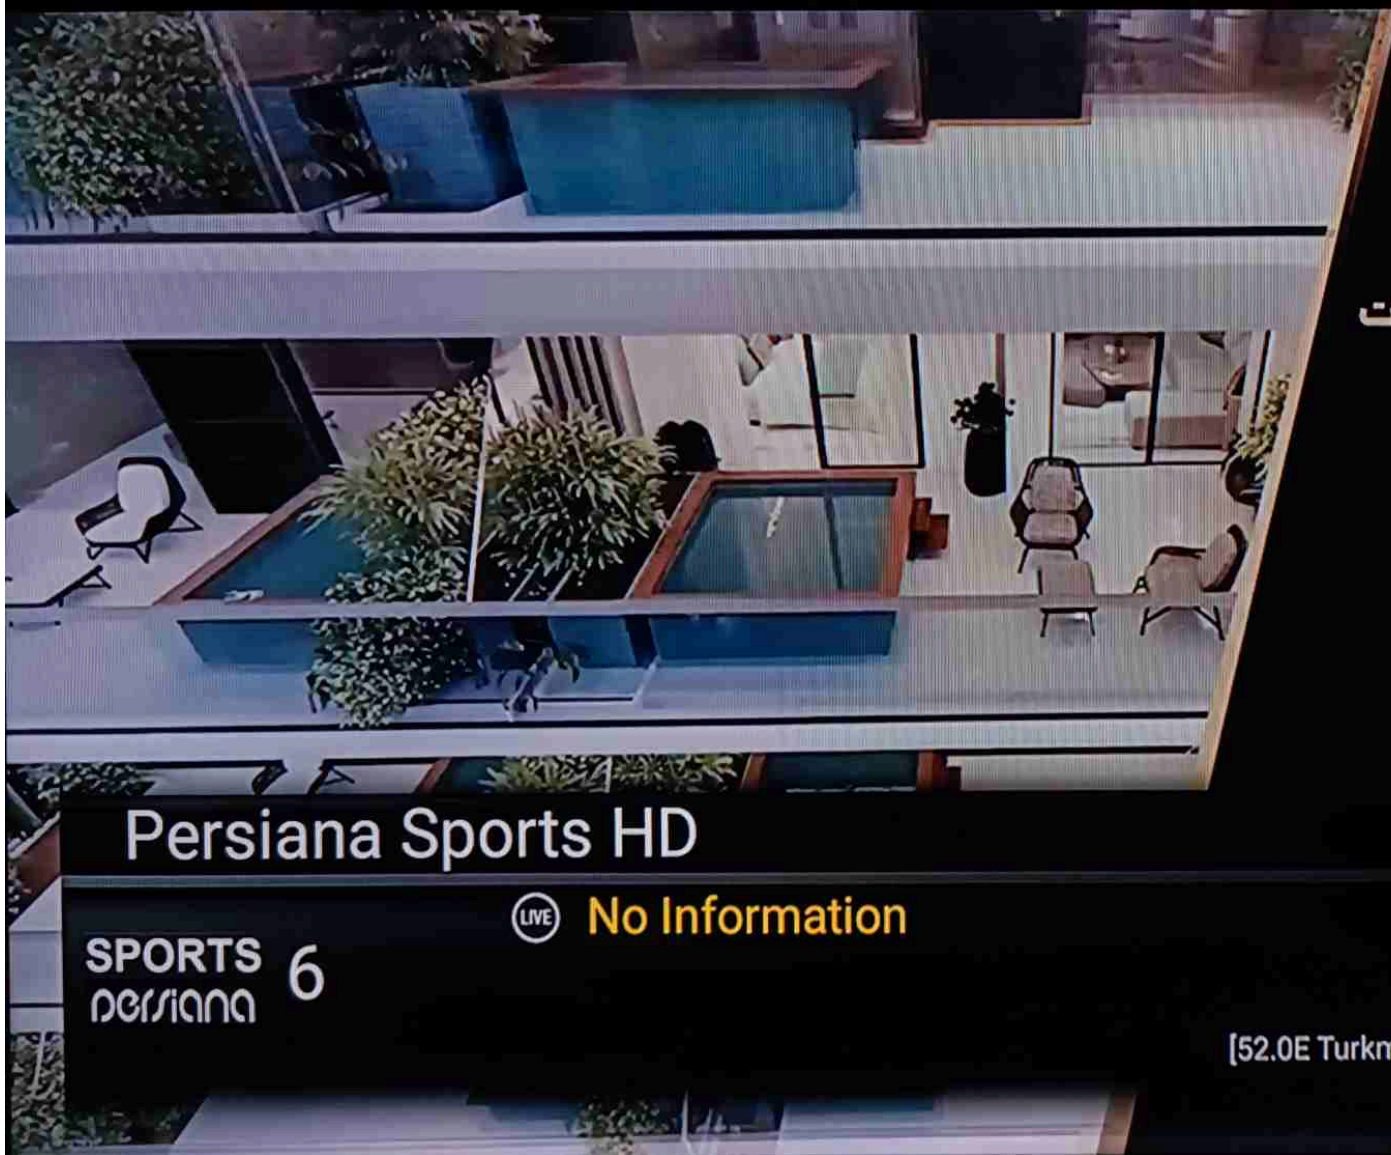 Persiana Sports HD
LIVE No Information
SPORTS 6
persiana
[52.0E Turkm